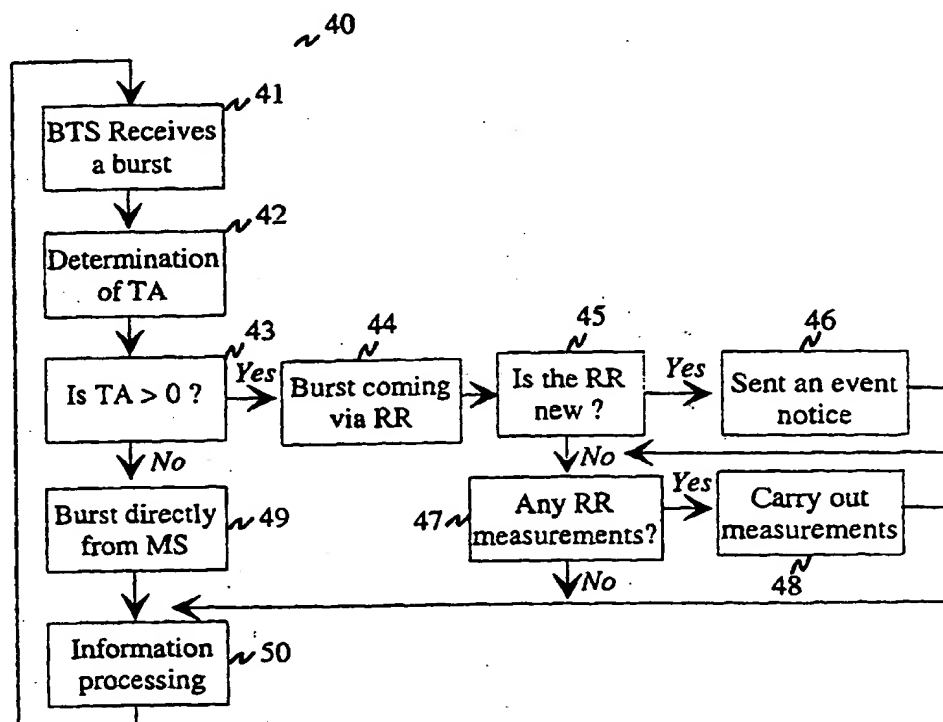 40
41
BTS Receives
a burst
42
Determination
of TA
43
Is TA > 0 ?
Yes
44
Burst coming
via RR
45
Is the RR
new ?
Yes
46
Sent an event
notice
No
No
Burst directly
from MS
49
47
Any RR
measurements?
Yes
Carry out
measurements
48
No
Information
processing
50